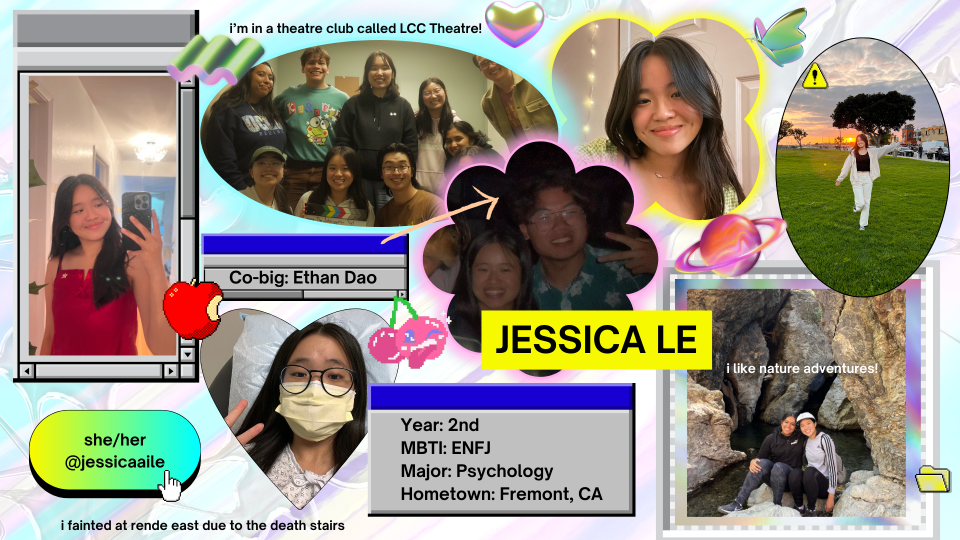 i'm in a theatre club called LCC Theatre!
UCLA
Co-big: Ethan Dao
JESSICA LE
i like nature adventures!
Year: 2nd
MBTI: ENFJ
Major: Psychology
Hometown: Fremont, CA
she/her
@jessicaaile
i fainted at rende east due to the death stairs